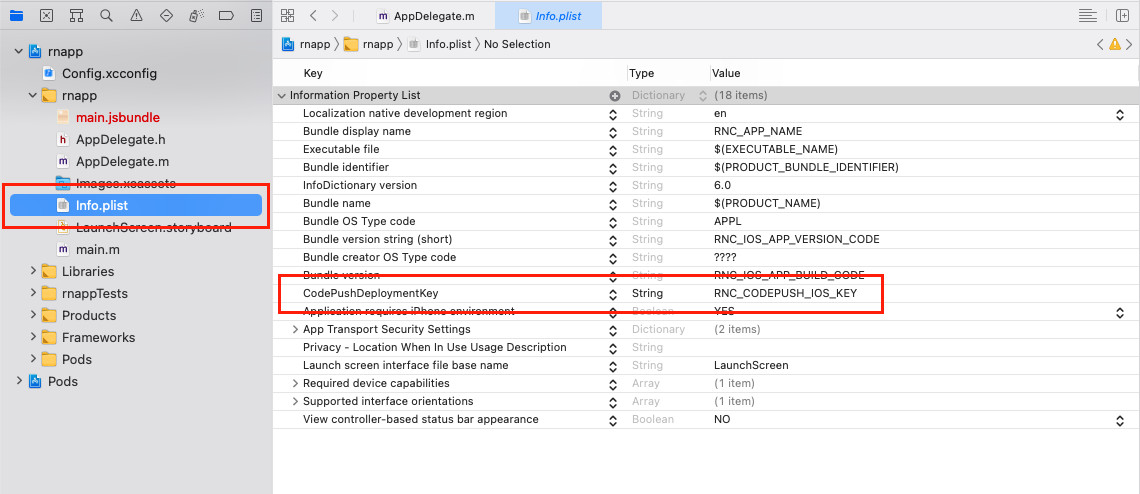 AppDelegate.m Info.plist
rnapp rnapp Info.plist No Selection
Key Type Value
Information Property List Dictionary (18 items)
Localization native development region String en
Bundle display name String RNC_APP_NAME
Executable file String $(EXECUTABLE_NAME)
Bundle identifier String $(PRODUCT_BUNDLE_IDENTIFIER)
InfoDictionary version String 6.0
Bundle name String $(PRODUCT_NAME)
Bundle OS Type code String APPL
Bundle version string (short) String RNC_IOS_APP_VERSION_CODE
Bundle creator OS Type code String ????
Bundle version String RNC_IOS_APP_BUILD_CODE
CodePushDeploymentKey String RNC_CODEPUSH_IOS_KEY
Application requires iPhone environment Boolean YES
App Transport Security Settings Dictionary (2 items)
Privacy - Location When In Use Usage Description String
Launch screen interface file base name String LaunchScreen
Required device capabilities Array (1 item)
Supported interface orientations Array (1 item)
View controller-based status bar appearance Boolean NO
rnapp
Config.xcconfig
rnapp
main.jsbundle
AppDelegate.h
AppDelegate.m
Images.xcassets
Info.plist
LaunchScreen.storyboard
main.m
Libraries
rnappTests
Products
Frameworks
Pods
Pods